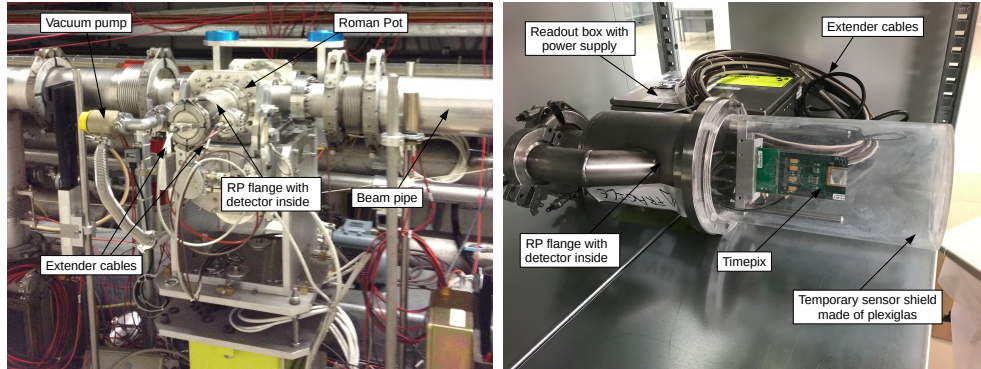 Vacuum pump
Roman Pot
RP flange with
detector inside
Beam pipe
Extender cables
Readout box with
power supply
Extender cables
RP flange with
detector inside
Timepix
Temporary sensor shield
made of plexiglas
FRAGILE